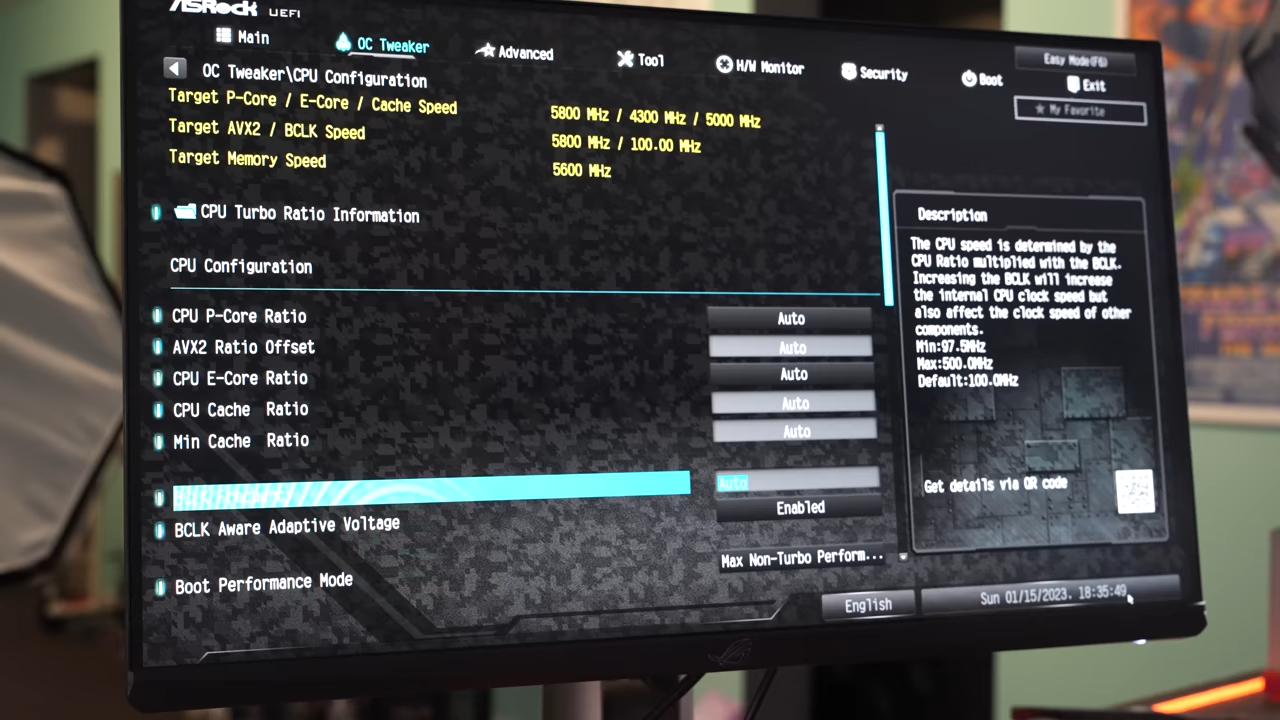 ASRock UEFI
Main
OC Tweaker
Advanced
Tool
H/W Monitor
Security
Boot
Easy Mode(F6)
Exit
OC Tweaker\CPU Configuration
My Favorite
Target P-Core / E-Core / Cache Speed 5800 MHz / 4300 MHz / 5000 MHz
Target AVX2 / BCLK Speed 5800 MHz / 100.00 MHz
Target Memory Speed 5600 MHz
CPU Turbo Ratio Information
CPU Configuration
CPU P-Core Ratio Auto
AVX2 Ratio Offset Auto
CPU E-Core Ratio Auto
CPU Cache Ratio Auto
Min Cache Ratio Auto
Auto
BCLK Aware Adaptive Voltage Enabled
Boot Performance Mode Max Non-Turbo Perform...
Description
The CPU speed is determined by the
CPU Ratio multiplied with the BCLK.
Increasing the BCLK will increase
the internal CPU clock speed but
also affect the clock speed of other
components.
Min:97.5MHz
Max:500.0MHz
Default:100.0MHz
Get details via QR code
English
Sun 01/15/2023. 18:35:49